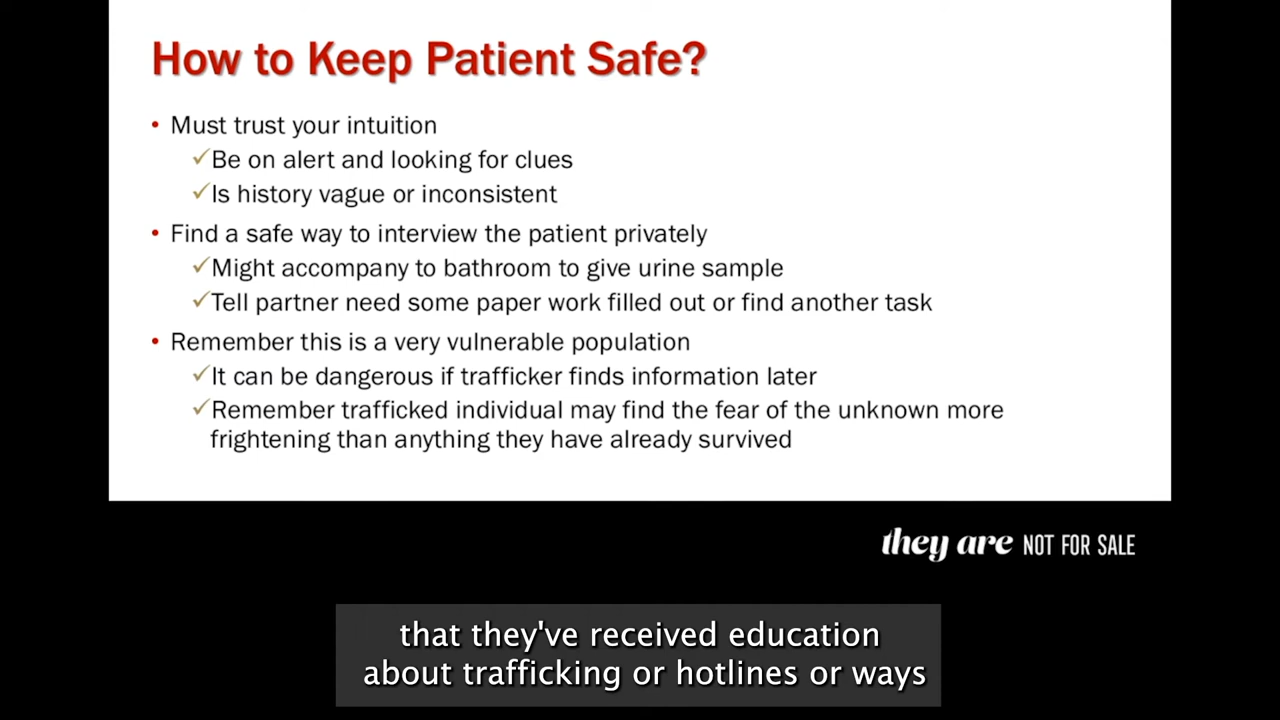 How to Keep Patient Safe?
• Must trust your intuition
✓Be on alert and looking for clues
✓Is history vague or inconsistent
• Find a safe way to interview the patient privately
✓Might accompany to bathroom to give urine sample
✓Tell partner need some paper work filled out or find another task
• Remember this is a very vulnerable population
✓It can be dangerous if trafficker finds information later
✓Remember trafficked individual may find the fear of the unknown more
frightening than anything they have already survived
they are NOT FOR SALE
that they've received education
about trafficking or hotlines or ways